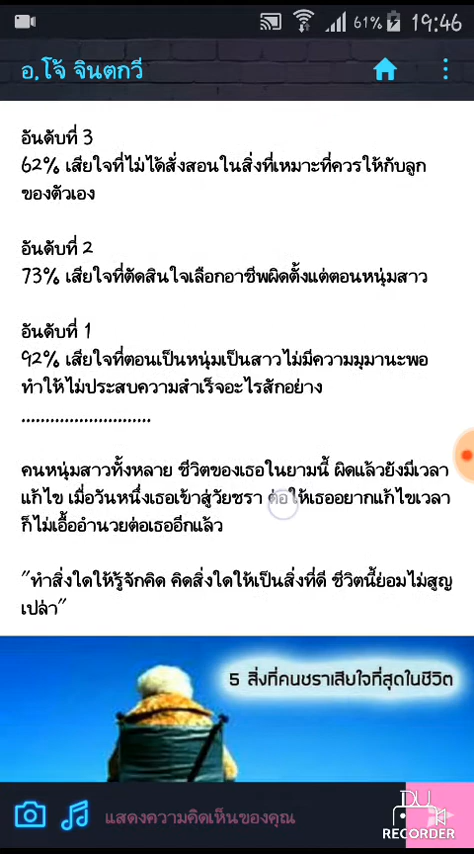 61% 19:46
อ.โจ้ จินตกวี
อันดับที่ 3
62% เสียใจที่ไม่ได้สั่งสอนในสิ่งที่เหมาะที่ควรให้กับลูก
ของตัวเอง
อันดับที่ 2
73% เสียใจที่ตัดสินใจเลือกอาชีพผิดตั้งแต่ตอนหนุ่มสาว
อันดับที่ 1
92% เสียใจที่ตอนเป็นหนุ่มเป็นสาวไม่มีความมุมานะพอ
ทำให้ไม่ประสบความสำเร็จอะไรสักอย่าง
...........................
คนหนุ่มสาวทั้งหลาย ชีวิตของเธอในยามนี้ ผิดแล้วยังมีเวลา
แก้ไข เมื่อวันหนึ่งเธอเข้าสู่วัยชรา ต่อให้เธออยากแก้ไขเวลา
ก็ไม่เอื้ออำนวยต่อเธออีกแล้ว
"ทำสิ่งใดให้รู้จักคิด คิดสิ่งใดให้เป็นสิ่งที่ดี ชีวิตนี้ย่อมไม่สูญ
เปล่า"
5 สิ่งที่คนชราเสียใจที่สุดในชีวิต
แสดงความคิดเห็นของคุณ
DU
RECORDER